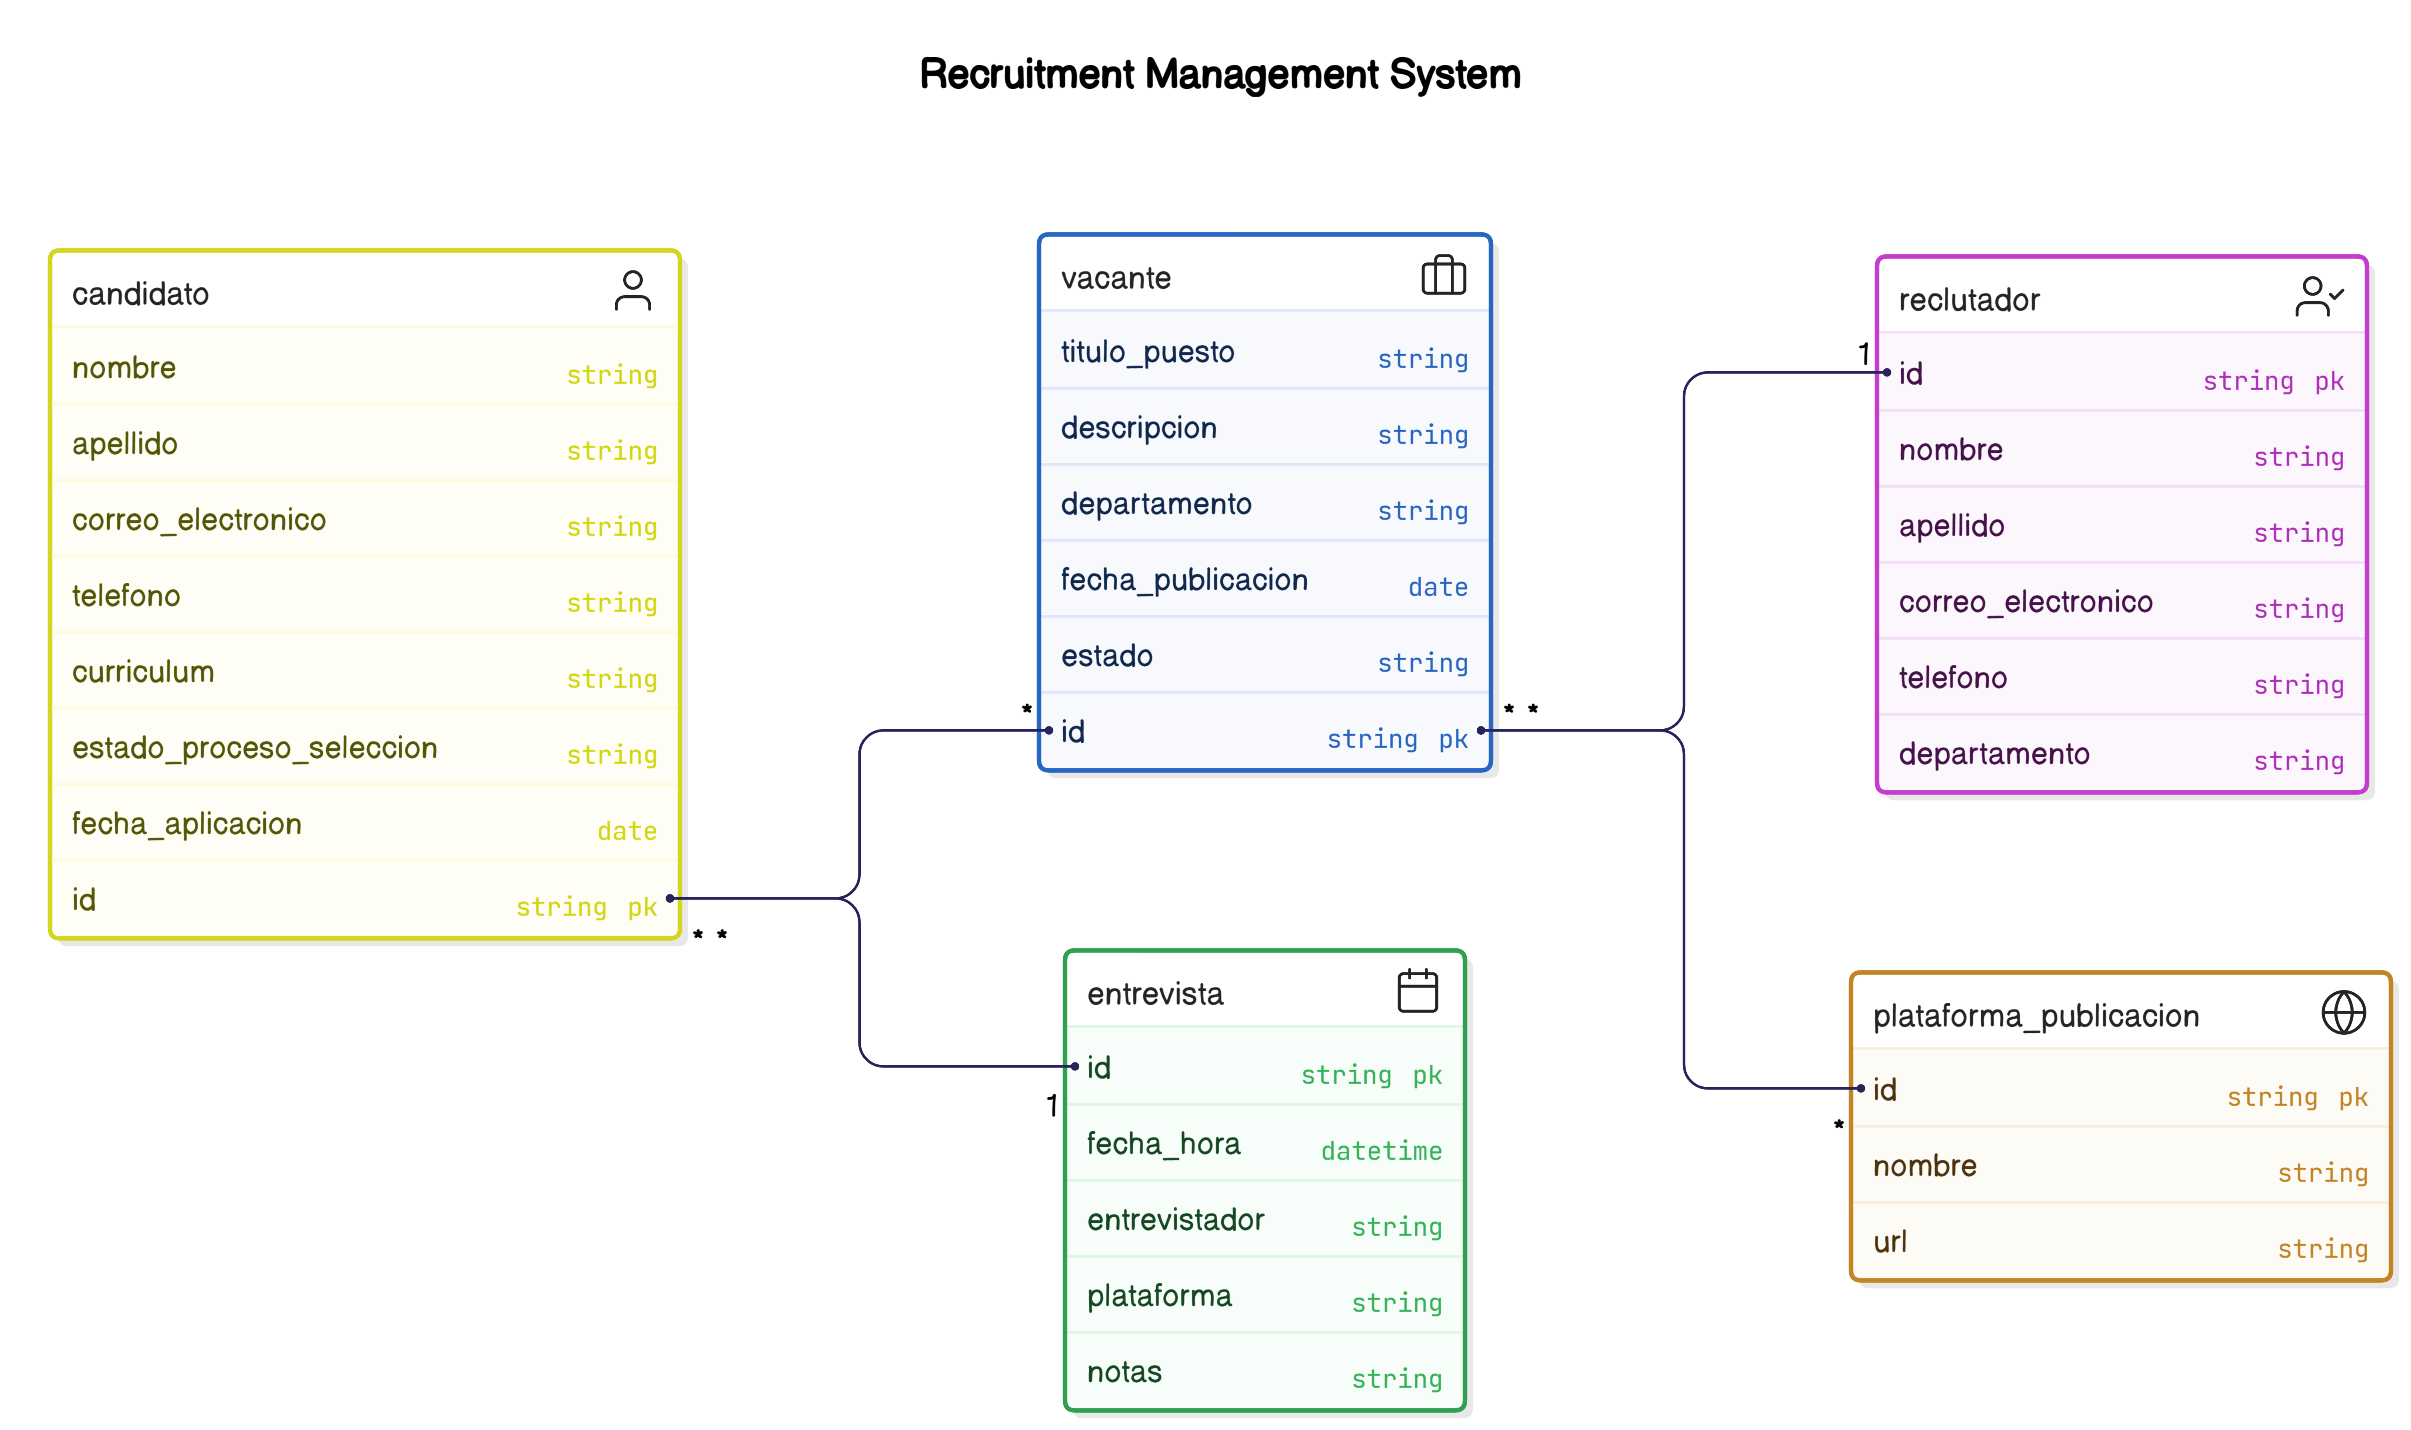 Recruitment Management System
candidato
nombre string
apellido string
correo_electronico string
telefono string
curriculum string
estado_proceso_seleccion string
fecha_aplicacion date
id string pk
* *
vacante
titulo_puesto string
descripcion string
departamento string
fecha_publicacion date
estado string
*
* *
id string pk
entrevista
id string pk
1
fecha_hora datetime
entrevistador string
plataforma string
notas string
reclutador
1
id string pk
nombre string
apellido string
correo_electronico string
telefono string
departamento string
plataforma_publicacion
id string pk
*
nombre string
url string